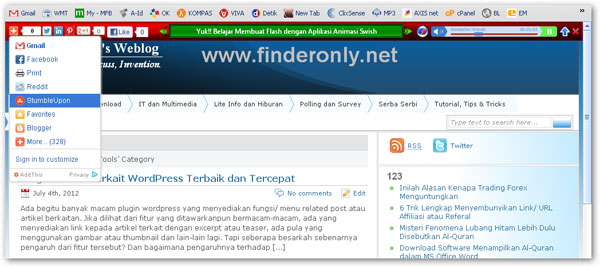 Gmail WMT My - MFB A-Id OK KOMPAS VIVA Detik New Tab ClixSense MP3 AXIS net cPanel BL EM
0 0 Like 0 Yuk!! Belajar Membuat Flash dengan Aplikasi Animasi Swish
Gmail
Facebook
Print
Reddit
StumbleUpon
Favorites
Blogger
More... (328)
Sign in to customize
AddThis Privacy
's Weblog
cuss, Invention.
www.finderonly.net
nload IT dan Multimedia Lite Info dan Hiburan Polling dan Survey Serba Serbi Tutorial, Tips & Tricks
Type text to search here...
Tools' Category
erkait WordPress Terbaik dan Tercepat
July 4th, 2012 No comments Edit
Ada begitu banyak macam plugin wordpress yang menyediakan fungsi/ menu related post atau
artikel berkaitan. Jika dilihat dari fitur yang ditawarkanpun bermacam-macam, ada yang
menyediakan link kepada artikel terkait dengan excerpt atau teaser, ada pula yang
menggunakan gambar atau thumbnail dan lain-lain lagi. Tapi seberapa besarkah sebenarnya
pengaruh dari fitur tersebut? Dan bagaimana pengaruhnya terhadap [...]
RSS Twitter
123
Inilah Alasan Kenapa Trading Forex
Menguntungkan
6 Trik Lengkap Menyembunyikan Link/ URL
Affiliasi atau Referal
Misteri Fenomena Lubang Hitam Lebih Dulu
Disebutkan Al-Quran
Download Software Menampilkan Al-Quran
dalam MS Office dan Terjemahan